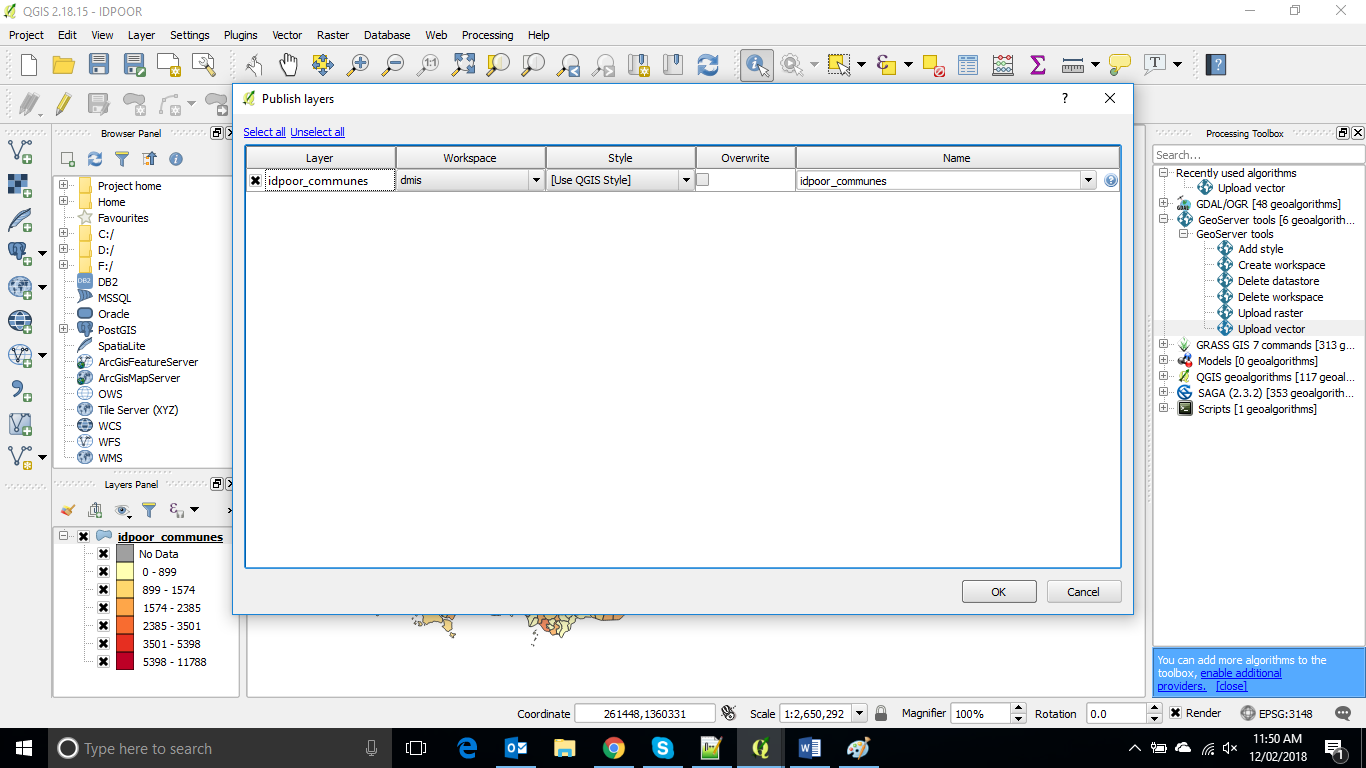 QGIS 2.18.15 - IDPOOR
Project Edit View Layer Settings Plugins Vector Raster Database Web Processing Help
Publish layers
?
Select all Unselect all
Layer Workspace Style Overwrite Name
idpoor_communes dmis [Use QGIS Style] idpoor_communes
OK Cancel
Browser Panel
Project home
Home
Favourites
C:/
D:/
F:/
DB2
MSSQL
Oracle
PostGIS
SpatiaLite
ArcGisFeatureServer
ArcGisMapServer
OWS
Tile Server (XYZ)
WCS
WFS
WMS
Layers Panel
idpoor_communes
No Data
0 - 899
899 - 1574
1574 - 2385
2385 - 3501
3501 - 5398
5398 - 11788
Processing Toolbox
Search...
Recently used algorithms
Upload vector
GDAL/OGR [48 geoalgorithms]
GeoServer tools [6 geoalgorith...
GeoServer tools
Add style
Create workspace
Delete datastore
Delete workspace
Upload raster
Upload vector
GRASS GIS 7 commands [313 g...
Models [0 geoalgorithms]
QGIS geoalgorithms [117 geoal...
SAGA (2.3.2) [353 geoalgorith...
Scripts [1 geoalgorithms]
You can add more algorithms to the
toolbox, enable additional
providers. [close]
Coordinate 261448,1360331 Scale 1:2,650,292 Magnifier 100% Rotation 0.0 Render EPSG:3148
Type here to search
11:50 AM
12/02/2018
1